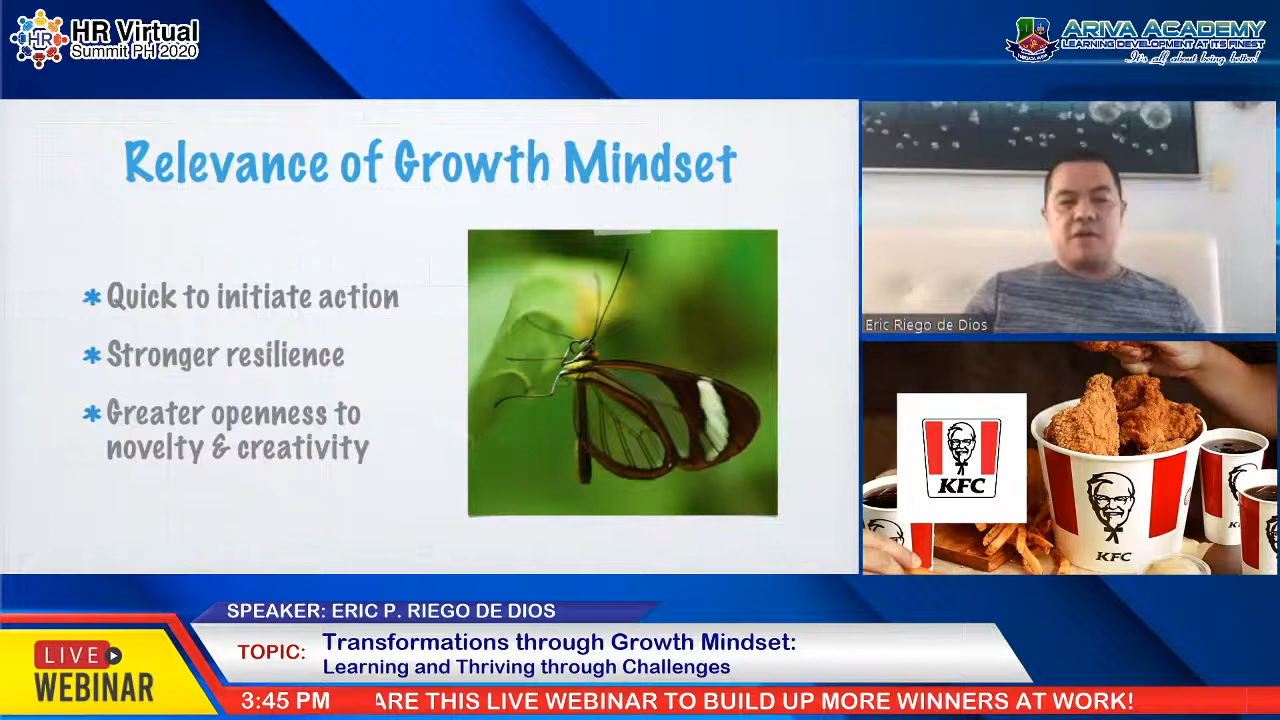 HR Virtual
Summit PH 2020
HR
ARIVA ACADEMY
LEARNING DEVELOPMENT AT ITS FINEST
It's all about being better!
Relevance of Growth Mindset
* Quick to initiate action
* Stronger resilience
* Greater openness to
novelty & creativity
Eric Riego de Dios
KFC
KFC
SPEAKER: ERIC P. RIEGO DE DIOS
TOPIC: Transformations through Growth Mindset:
Learning and Thriving through Challenges
LIVE
WEBINAR
3:45 PM ARE THIS LIVE WEBINAR TO BUILD UP MORE WINNERS AT WORK!